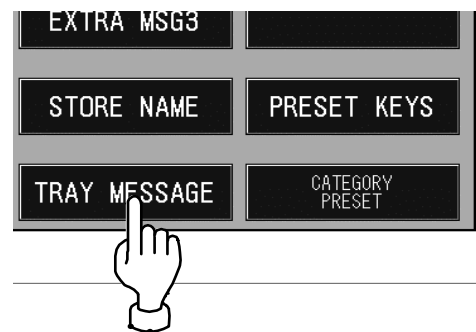 EXTRA MSG3
STORE NAME
PRESET KEYS
TRAY MESSAGE
CATEGORY
PRESET